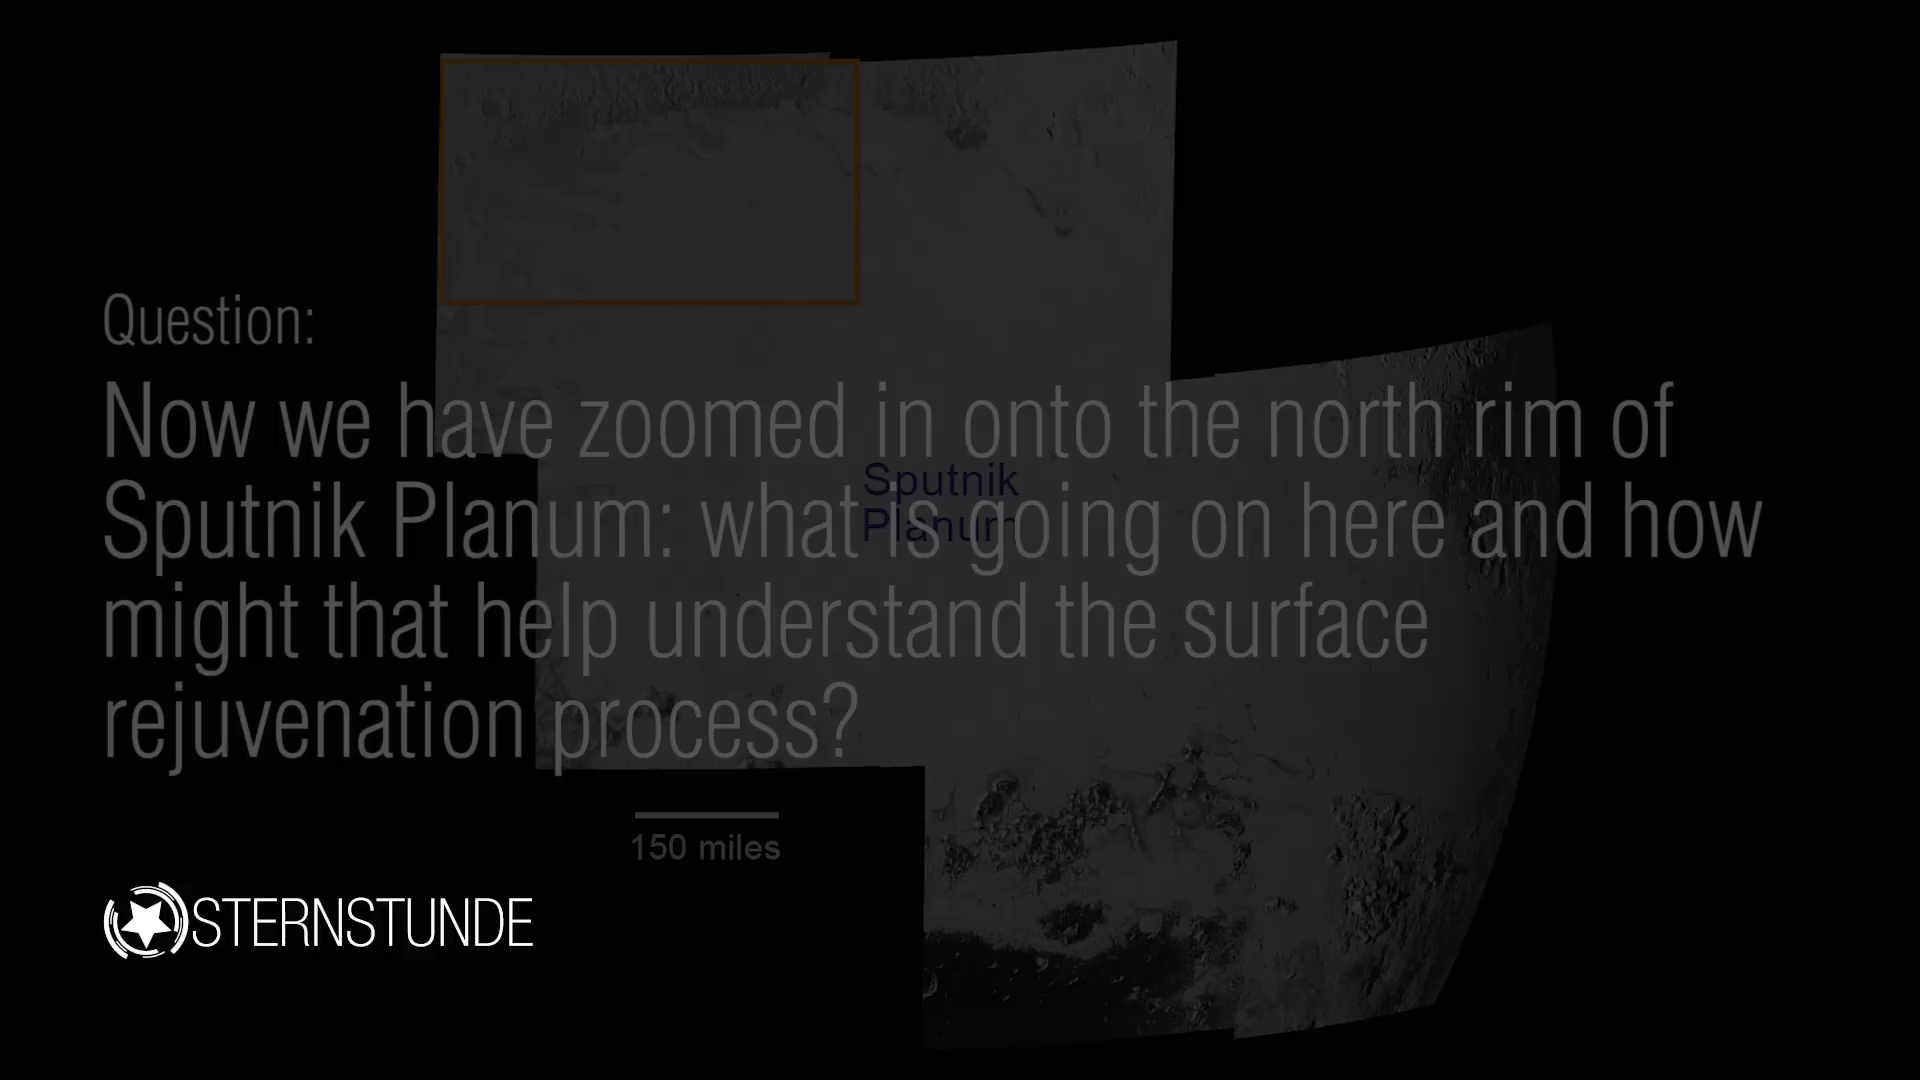 Question:
Now we have zoomed in onto the north rim of
Sputnik Planum: what is going on here and how
might that help understand the surface
rejuvenation process?
Sputnik
Planum
150 miles
STERNSTUNDE